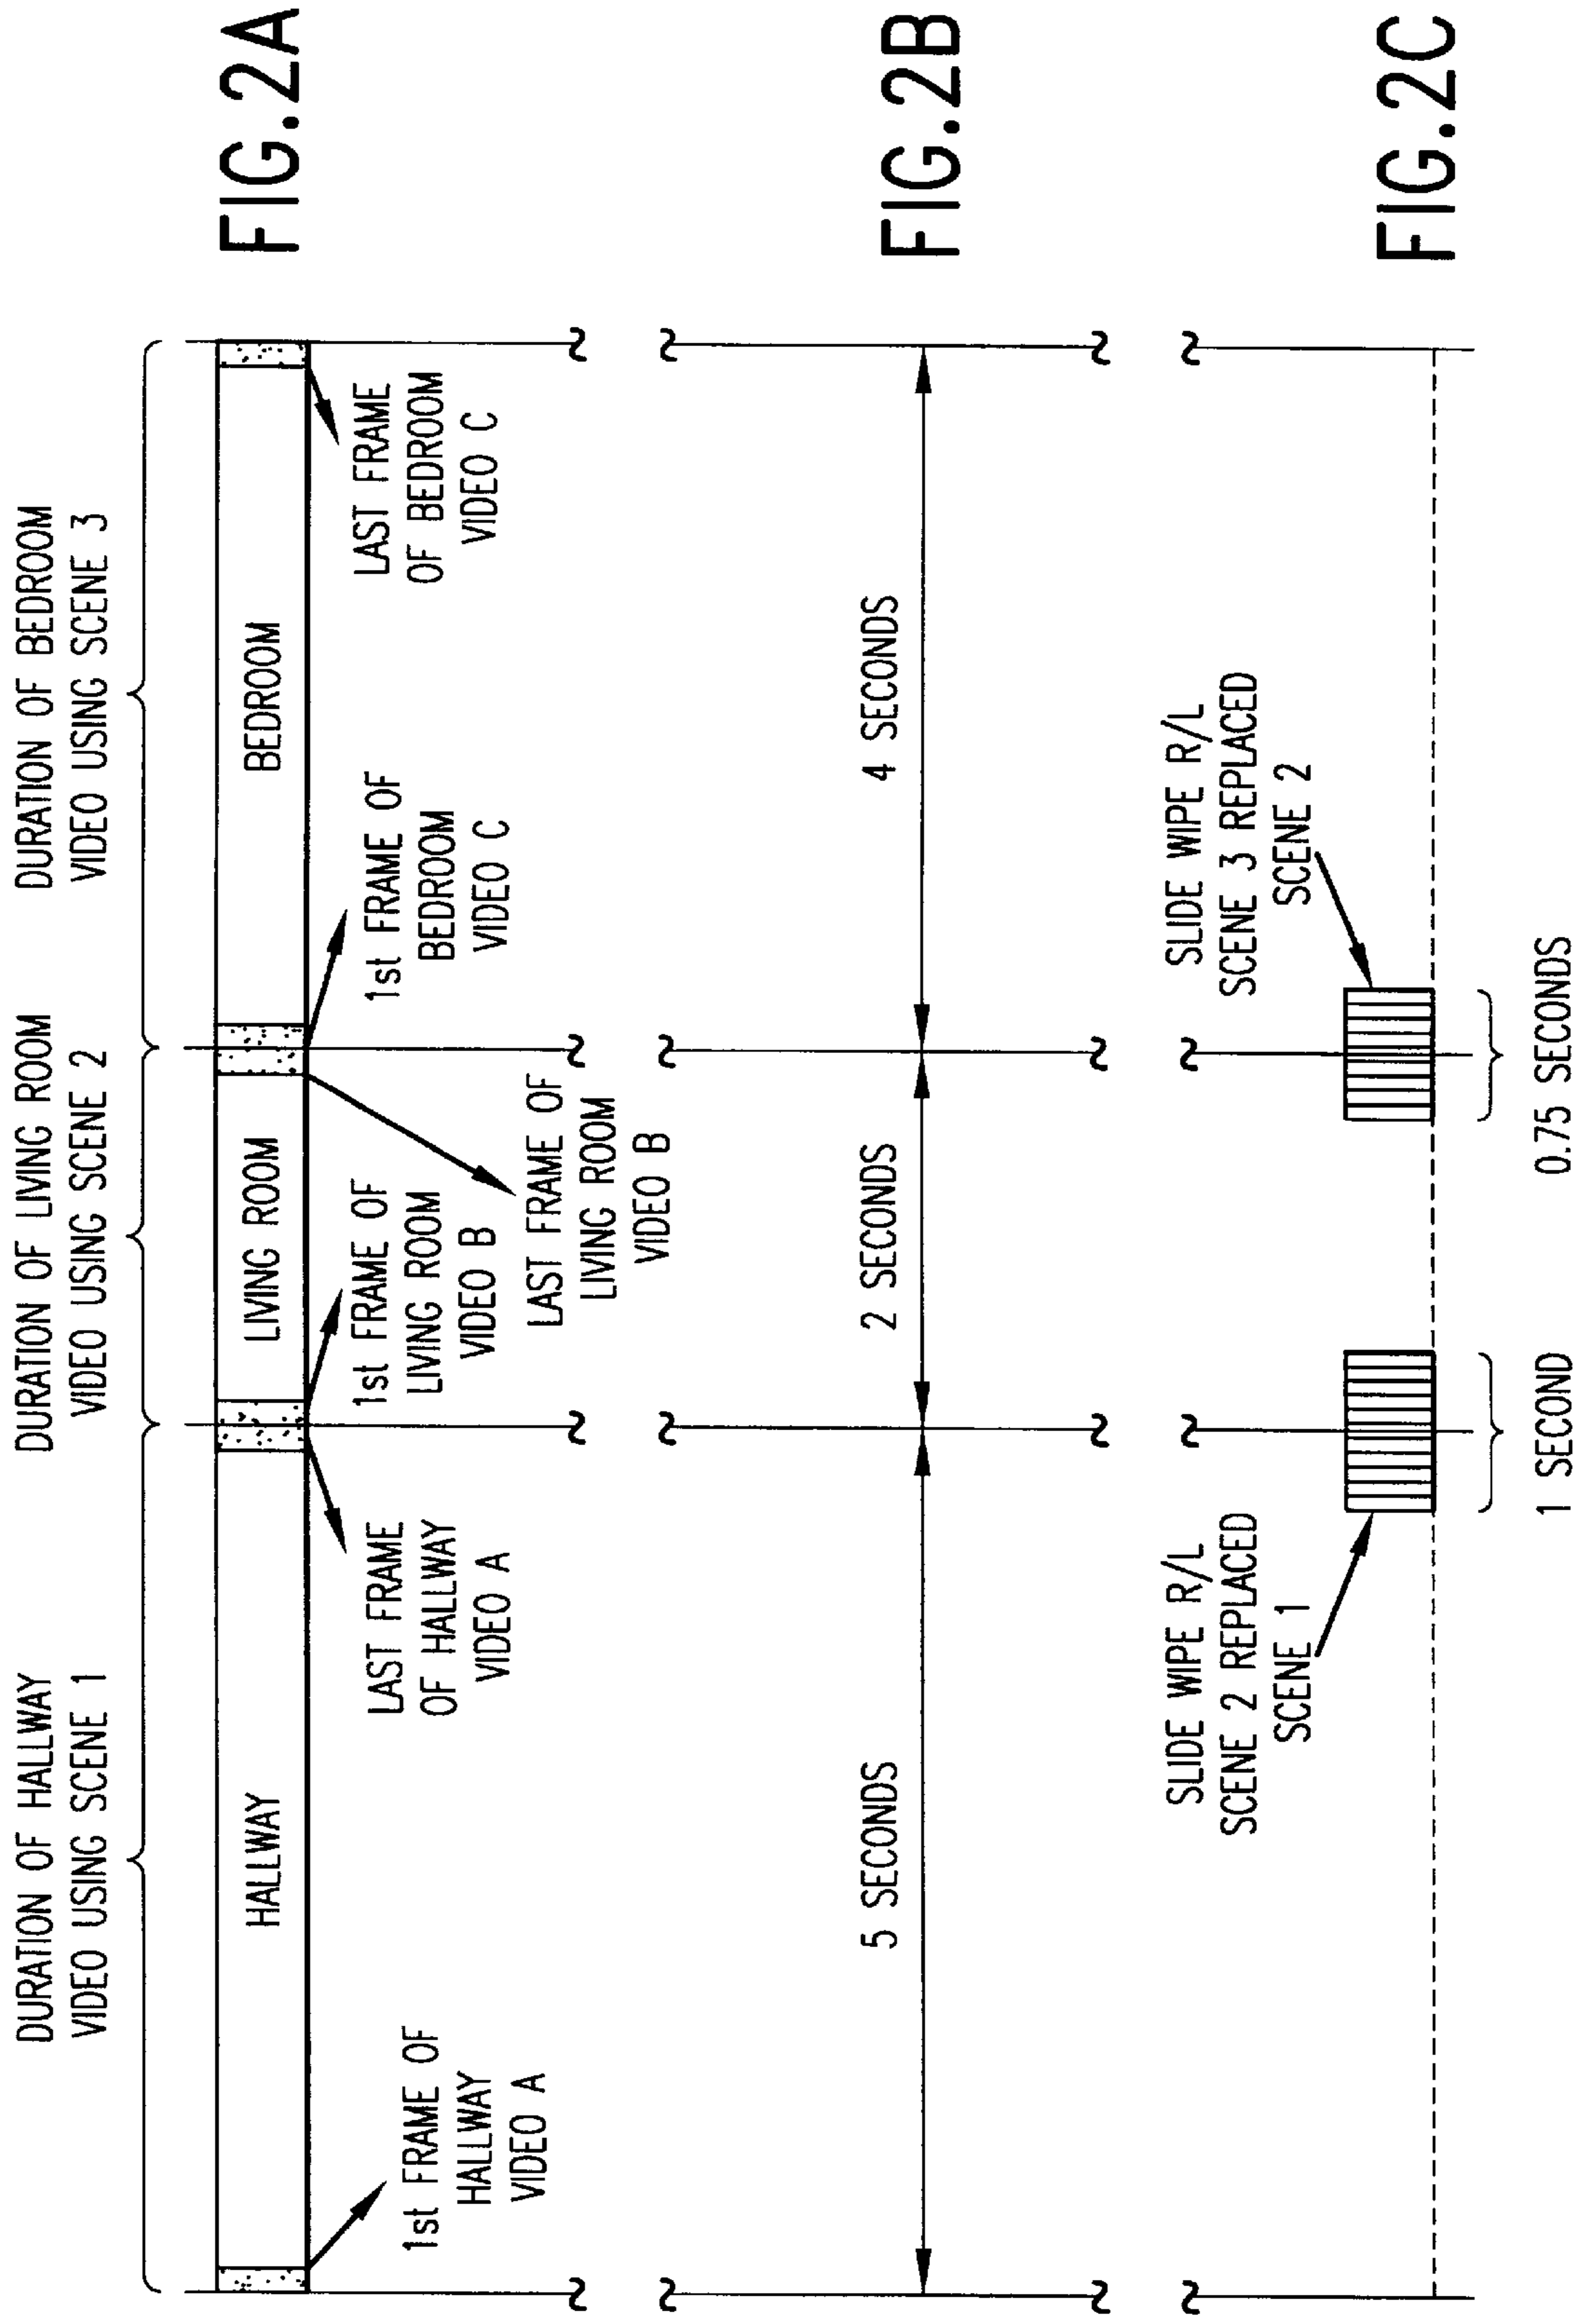 DURATION OF HALLWAY
VIDEO USING SCENE 1
DURATION OF LIVING ROOM
VIDEO USING SCENE 2
DURATION OF BEDROOM
VIDEO USING SCENE 3
HALLWAY
LIVING ROOM
BEDROOM
FIG.2A
1st FRAME OF
HALLWAY
VIDEO A
LAST FRAME
OF HALLWAY
VIDEO A
1st FRAME OF
LIVING ROOM
VIDEO B
LAST FRAME OF
LIVING ROOM
VIDEO B
1st FRAME OF
BEDROOM
VIDEO C
LAST FRAME
OF BEDROOM
VIDEO C
5 SECONDS
2 SECONDS
4 SECONDS
FIG.2B
SLIDE WIPE R/L
SCENE 2 REPLACED
SCENE 1
SLIDE WIPE R/L
SCENE 3 REPLACED
SCENE 2
1 SECOND
0.75 SECONDS
FIG.2C